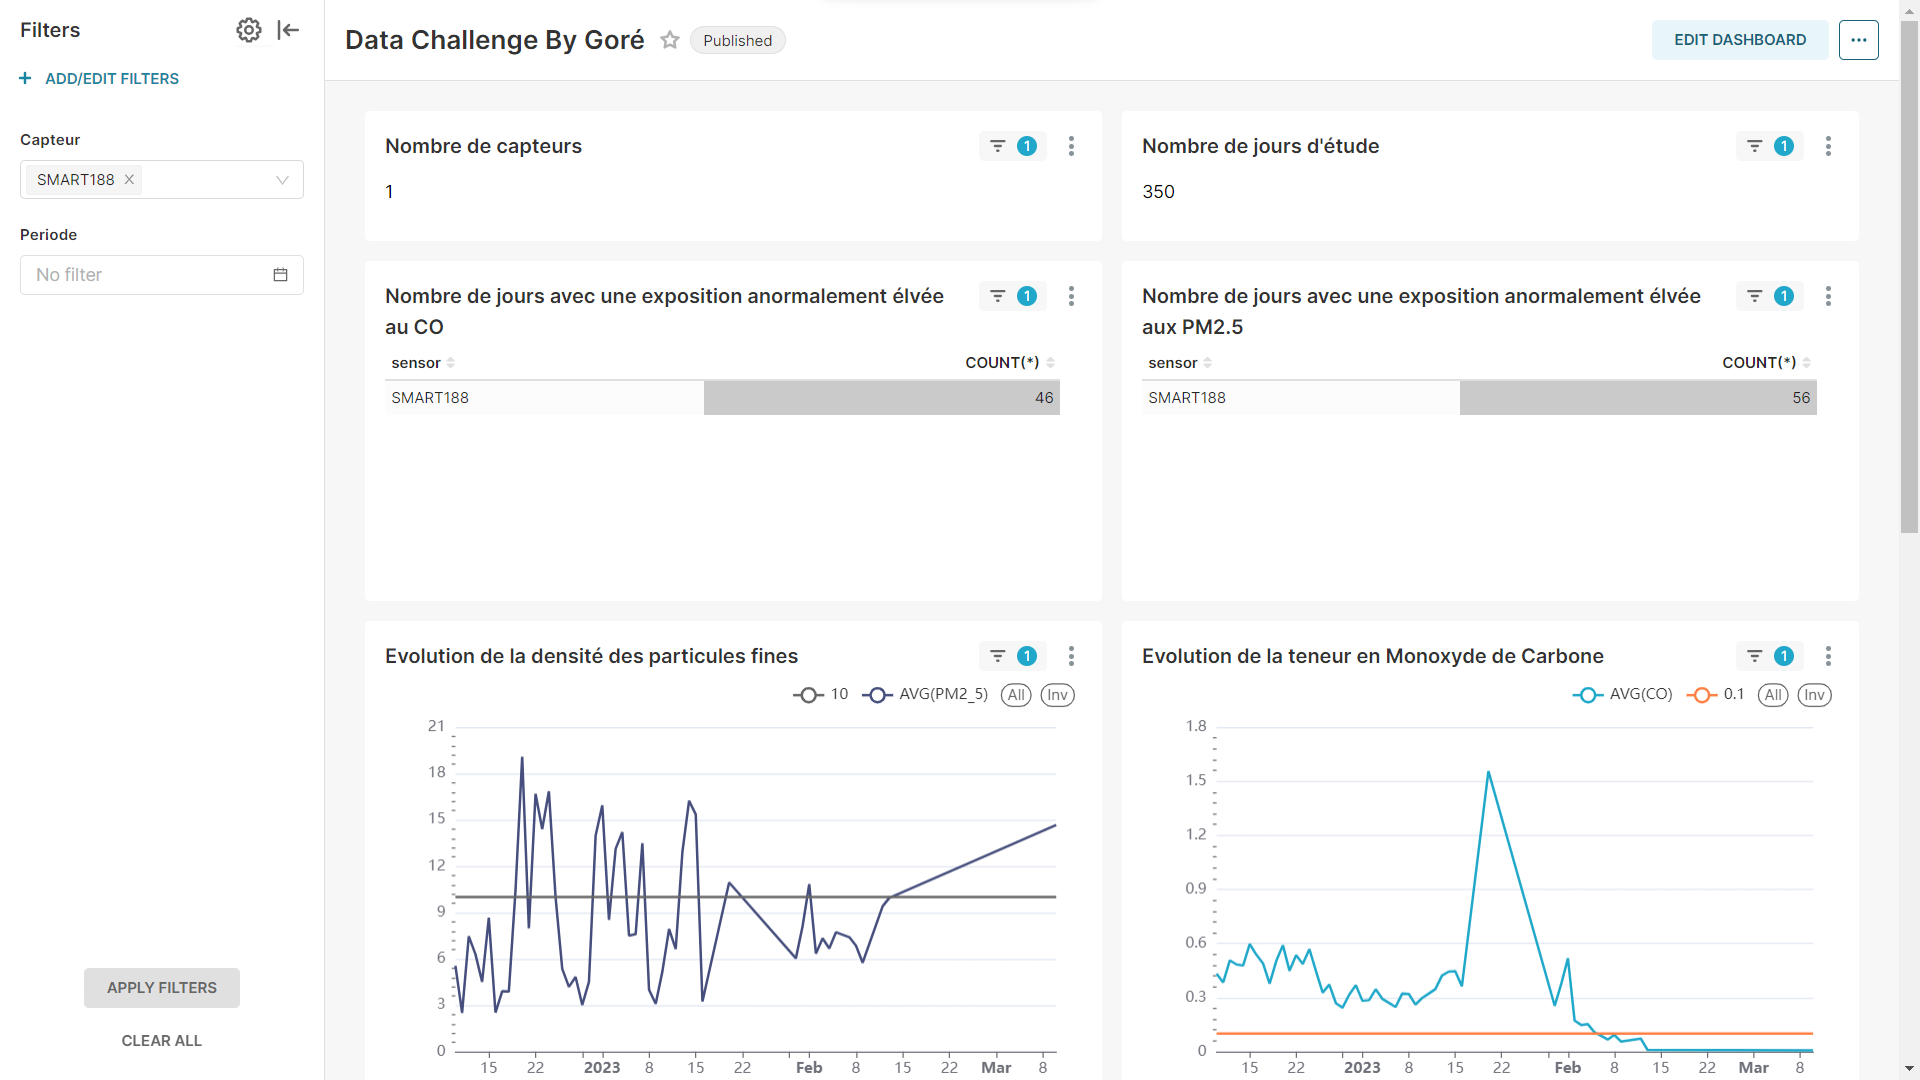 Filters
ADD/EDIT FILTERS
Capteur
SMART188
Periode
No filter
APPLY FILTERS
CLEAR ALL
Data Challenge By Goré
Published
EDIT DASHBOARD
Nombre de capteurs
1
1
Nombre de jours d'étude
1
350
Nombre de jours avec une exposition anormalement élvée
au CO
1
sensor COUNT(*)
SMART188 46
Nombre de jours avec une exposition anormalement élvée
aux PM2.5
1
sensor COUNT(*)
SMART188 56
Evolution de la densité des particules fines
1
10 AVG(PM2_5) All Inv
21
18
15
12
9
6
3
0
15 22 2023 8 15 22 Feb 8 15 22 Mar 8
Evolution de la teneur en Monoxyde de Carbone
1
AVG(CO) 0.1 All Inv
1.8
1.5
1.2
0.9
0.6
0.3
0
15 22 2023 8 15 22 Feb 8 15 22 Mar 8